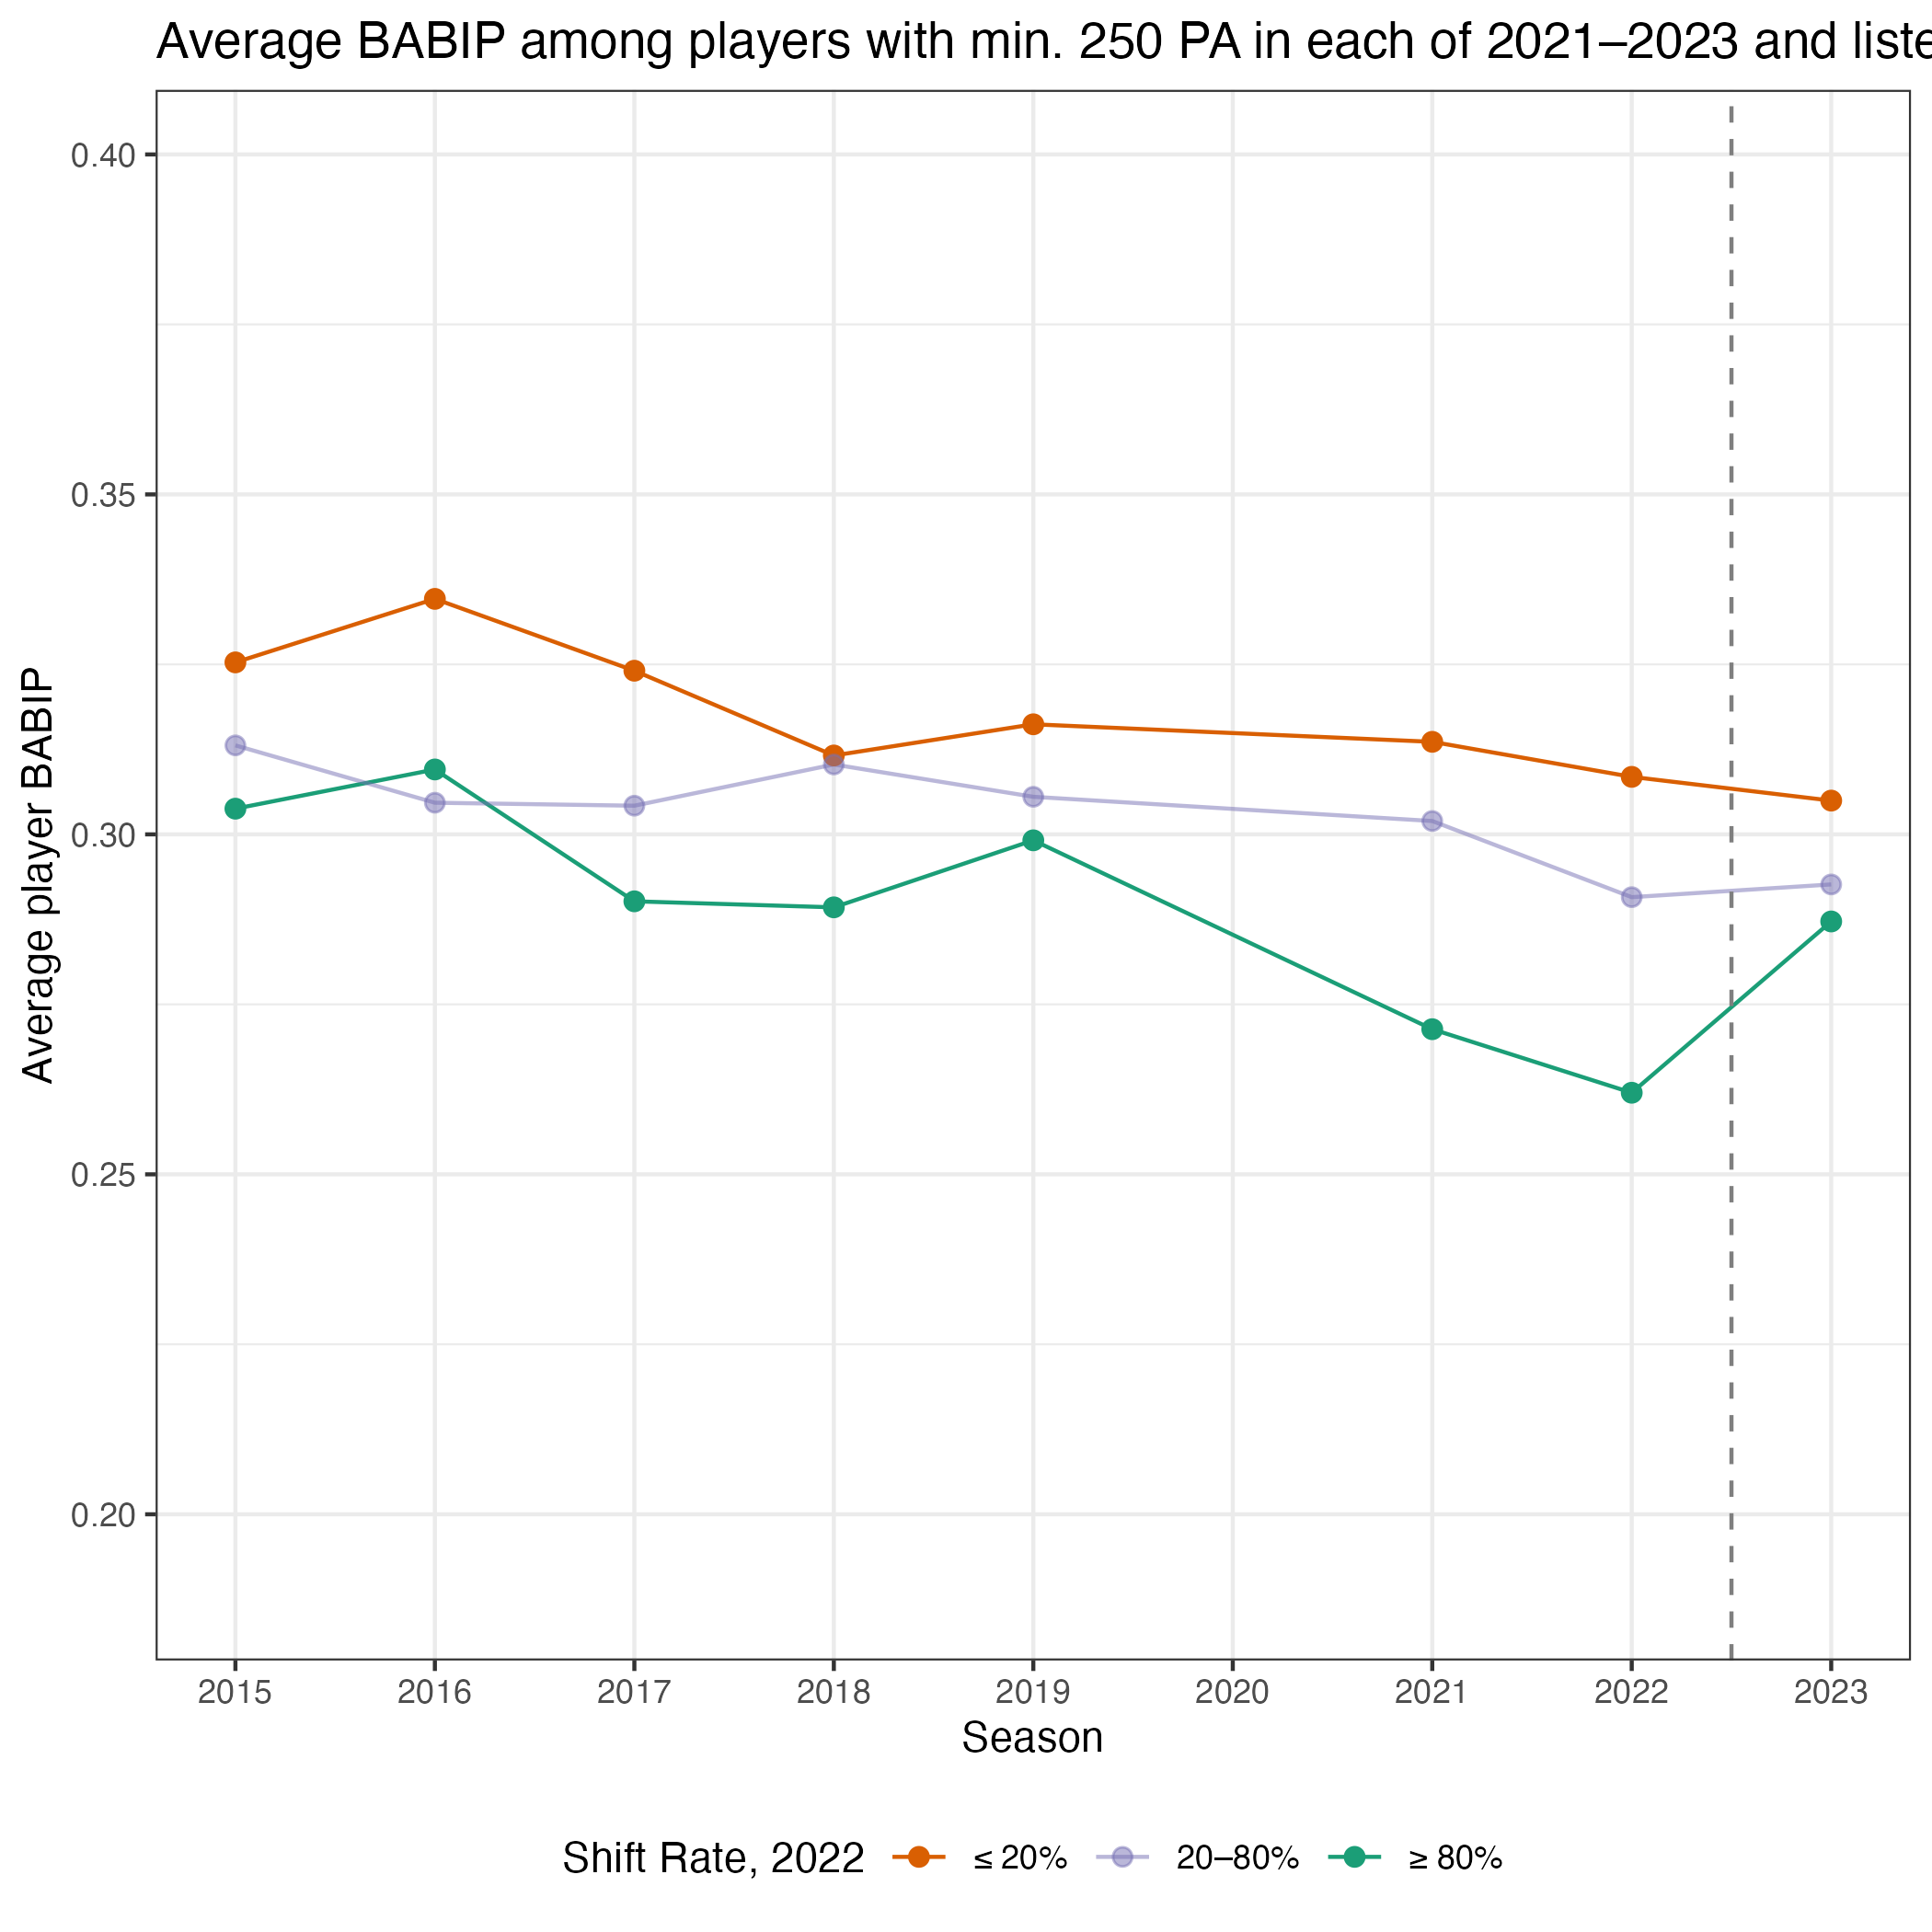 Average BABIP among players with min. 250 PA in each of 2021–2023 and liste
0.40
0.35
0.30
0.25
0.20
Average player BABIP
2015 2016 2017 2018 2019 2020 2021 2022 2023
Season
Shift Rate, 2022 ≤ 20% 20–80% ≥ 80%